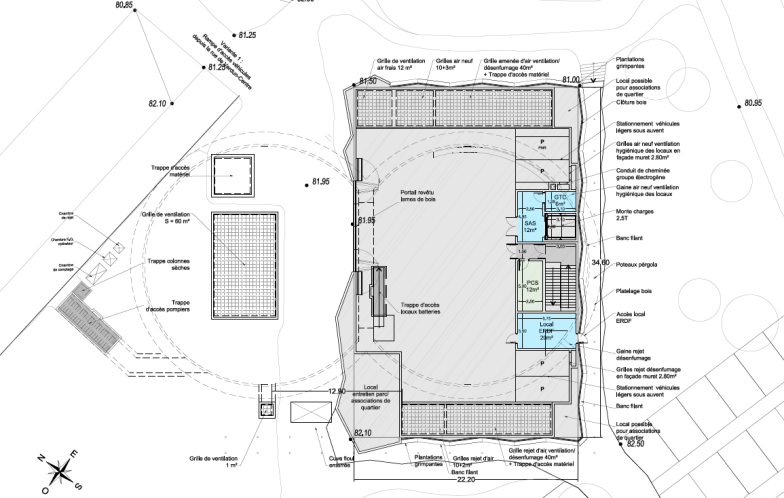 80.85
81.25
81.25
Variante 1 :
Rampe d'accès véhicules
depuis la rue de Verdun-Centre
82.10
Grille de ventilation
air frais 12 m²
Grilles air neuf
10+3m²
Grille amenée d'air ventilation/
désenfumage 40m²
+ Trappe d'accès matériel
81.50
81.00
Plantations
grimpantes
Local possible
pour associations
de quartier
Clôture bois
80.95
Stationnement véhicules
légers sous auvent
P
P
Grilles air neuf ventilation
hygiénique des locaux en
façade muret 2.80m²
Conduit de cheminée
groupe électrogène
Gaine air neuf ventilation
hygiénique des locaux
Trappe d'accès
matériel
81.95
Portail revêtu
lames de bois
GTC
SAS
12m²
Monte charges
2.5T
Grille de ventilation
S = 60 m²
81.95
Banc filant
34.60
Poteaux pérgola
Trappe colonnes
sèches
PCS
12m²
Platelage bois
Trappe
d'accès pompiers
Trappe d'accès
locaux batteries
Local
ERDF
20m²
Accès local
ERDF
Gaine rejet
désenfumage
Grilles rejet désenfumage
en façade muret 2.80m²
Stationnement véhicules
légers sous auvent
P
P
12.90
Local
entretien parc/
associations de
quartier
Banc filant
Local possible
pour associations
de quartier
82.50
82.10
Grille de ventilation
1 m²
Cuve fioul
enterrée
Plantations
grimpantes
Grilles rejet
10+2m²
Banc filant
Grille rejet d'air ventilation/
désenfumage 40m²
+ Trappe d'accès matériel
22.20
N
E
S
O